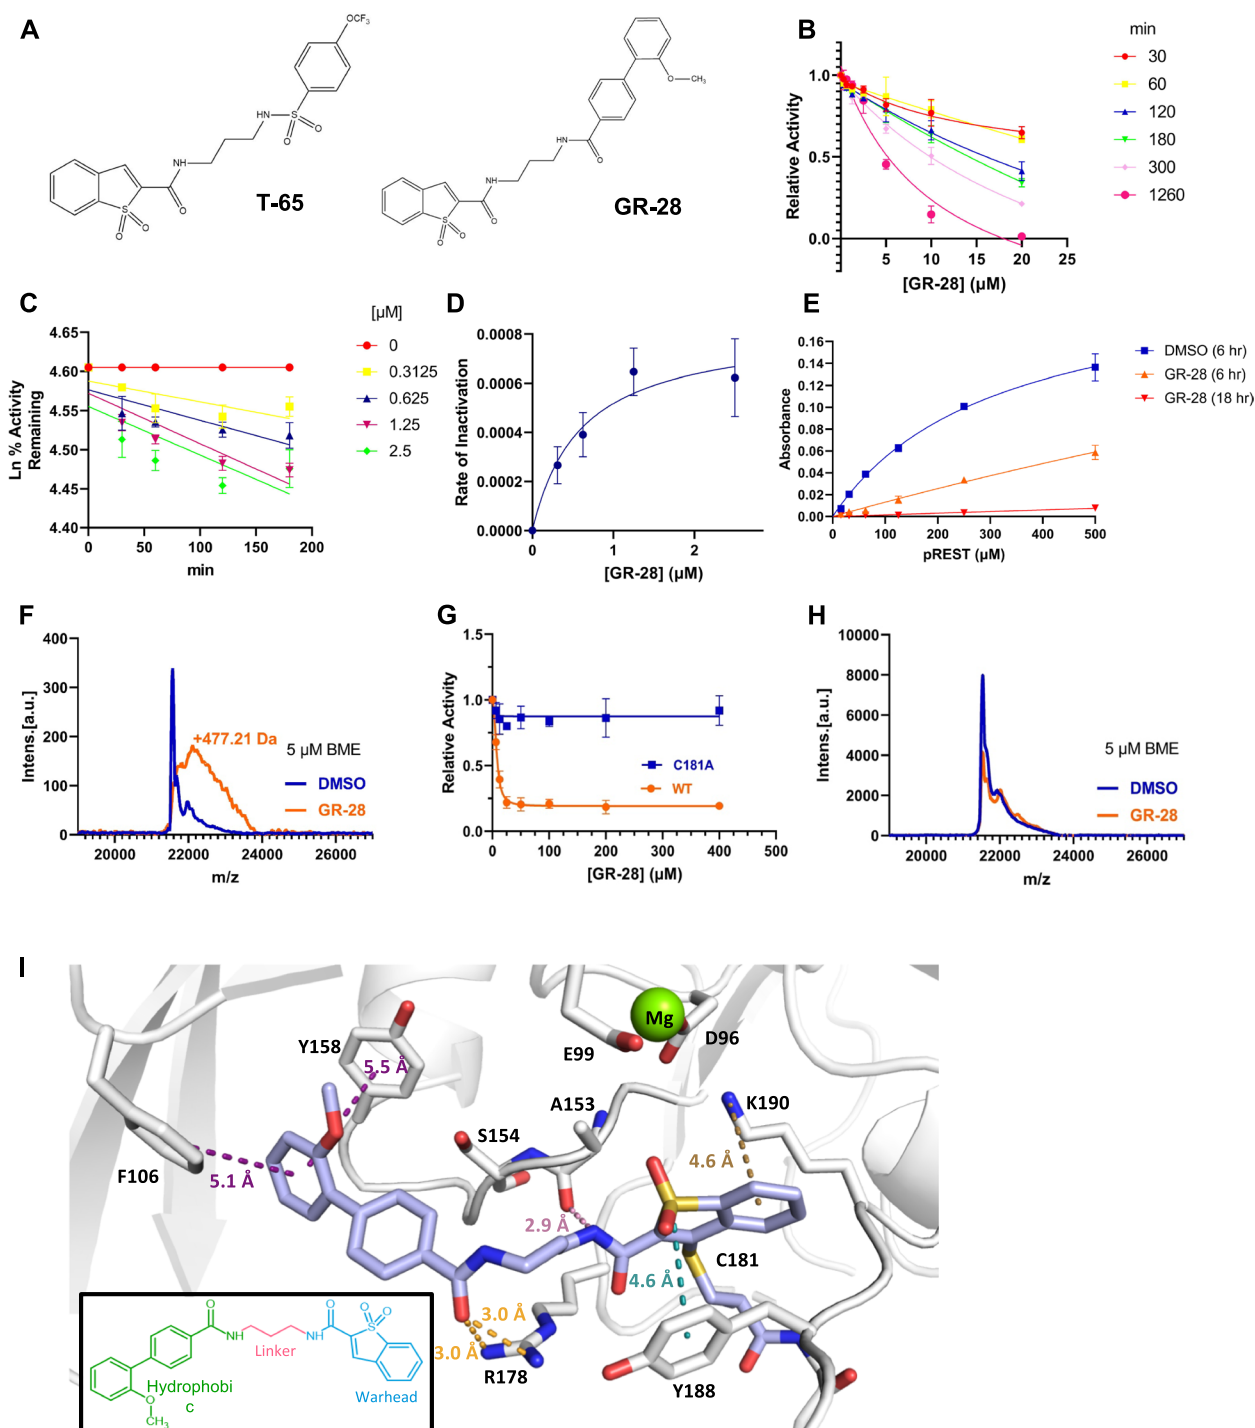 A
OCF3
HN
S
O
O
NH
O
S
O
O
T-65
O
CH3
NH
O
NH
O
S
O
O
GR-28
B
min
30
60
120
180
300
1260
Relative Activity
1.0
0.5
0.0
5
10
15
20
25
[GR-28] (µM)
C
[µM]
0
0.3125
0.625
1.25
2.5
Ln % Activity
Remaining
4.65
4.60
4.55
4.50
4.45
4.40
0
50
100
150
200
min
D
Rate of Inactivation
0.0008
0.0006
0.0004
0.0002
0.0000
0
1
2
[GR-28] (µM)
E
Absorbance
0.16
0.14
0.12
0.10
0.08
0.06
0.04
0.02
0.00
0
100
200
300
400
500
pREST (µM)
DMSO (6 hr)
GR-28 (6 hr)
GR-28 (18 hr)
F
Intens.[a.u.]
400
300
200
100
0
20000
22000
24000
26000
m/z
+477.21 Da
5 µM BME
DMSO
GR-28
G
Relative Activity
1.5
1.0
0.5
0.0
0
100
200
300
400
500
[GR-28] (µM)
C181A
WT
H
Intens.[a.u.]
10000
8000
6000
4000
2000
0
20000
22000
24000
26000
m/z
5 µM BME
DMSO
GR-28
I
Mg
Y158
5.5 Å
E99
D96
A153
K190
S154
F106
5.1 Å
4.6 Å
2.9 Å
C181
4.6 Å
3.0 Å
3.0 Å
R178
Y188
O
NH
Linker
HN
O
O
O
S
Hydrophobi
c
O
CH3
Warhead